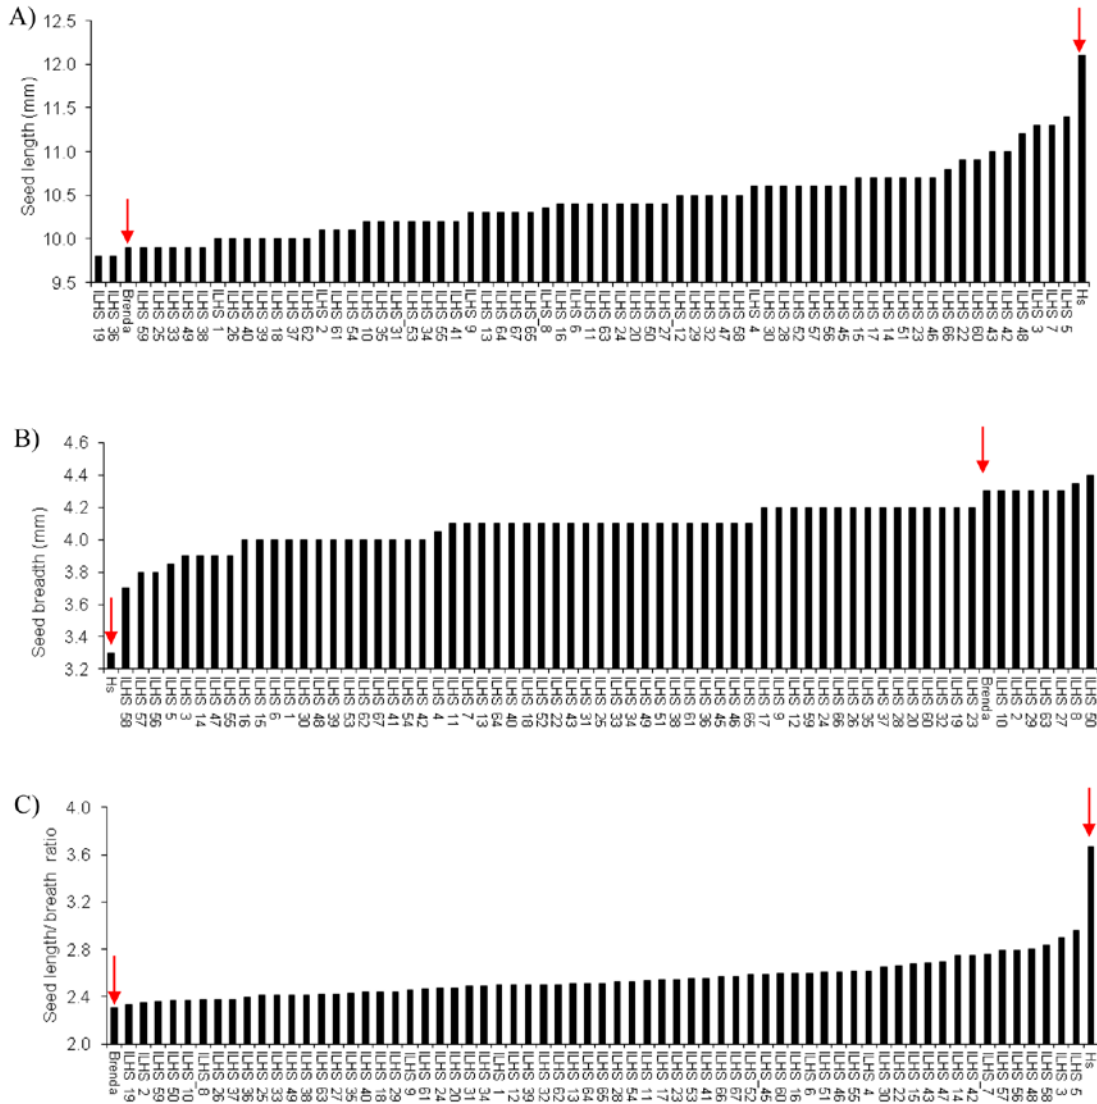 A)
Seed length (mm)
12.5
12.0
11.5
11.0
10.5
10.0
9.5
ILHS 19
ILHS 36
Brenda
ILHS 59
ILHS 25
ILHS 33
ILHS 49
ILHS 38
ILHS 1
ILHS 26
ILHS 40
ILHS 39
ILHS 18
ILHS 37
ILHS 62
ILHS 2
ILHS 61
ILHS 54
ILHS 10
ILHS 35
ILHS_31
ILHS 53
ILHS 34
ILHS 55
ILHS 41
ILHS 9
ILHS 13
ILHS 64
ILHS 67
ILHS 65
ILHS_8
ILHS 16
ILHS 6
ILHS 11
ILHS 63
ILHS 24
ILHS 20
ILHS 50
ILHS_27
ILHS 12
ILHS 29
ILHS 32
ILHS 47
ILHS 58
ILHS 4
ILHS 30
ILHS 28
ILHS 52
ILHS 57
ILHS 56
ILHS 45
ILHS 15
ILHS 17
ILHS 14
ILHS 51
ILHS 23
ILHS 46
ILHS 66
ILHS 22
ILHS 60
ILHS 43
ILHS 42
ILHS 48
ILHS 3
ILHS 7
ILHS 5
Hs
B)
Seed breadth (mm)
4.6
4.4
4.2
4.0
3.8
3.6
3.4
3.2
Hs
ILHS 58
ILHS 57
ILHS 56
ILHS 5
ILHS 3
ILHS 14
ILHS 47
ILHS 55
ILHS 16
ILHS 15
ILHS 6
ILHS 1
ILHS 30
ILHS 48
ILHS 39
ILHS 53
ILHS 62
ILHS 67
ILHS 41
ILHS 54
ILHS 42
ILHS 4
ILHS 11
ILHS 7
ILHS 13
ILHS 64
ILHS 40
ILHS 18
ILHS 52
ILHS 22
ILHS 43
ILHS 31
ILHS 25
ILHS 33
ILHS 34
ILHS 49
ILHS 51
ILHS 38
ILHS 61
ILHS 36
ILHS 45
ILHS 46
ILHS 65
ILHS 17
ILHS 9
ILHS 12
ILHS 59
ILHS 24
ILHS 66
ILHS 26
ILHS 35
ILHS 37
ILHS 28
ILHS 20
ILHS 60
ILHS 32
ILHS 19
ILHS 23
Brenda
ILHS 10
ILHS 2
ILHS 29
ILHS 63
ILHS 27
ILHS 8
ILHS 50
C)
Seed length/ breath ratio
4.0
3.6
3.2
2.8
2.4
2.0
Brenda
ILHS 19
ILHS 2
ILHS 59
ILHS 50
ILHS 10
ILHS_8
ILHS 26
ILHS 37
ILHS 36
ILHS 25
ILHS 33
ILHS 49
ILHS 38
ILHS 63
ILHS 27
ILHS 35
ILHS 40
ILHS 18
ILHS 29
ILHS 9
ILHS 61
ILHS 24
ILHS 20
ILHS 31
ILHS 34
ILHS 1
ILHS 12
ILHS 39
ILHS 32
ILHS 62
ILHS 13
ILHS 64
ILHS 65
ILHS 28
ILHS 54
ILHS 11
ILHS 17
ILHS 23
ILHS 53
ILHS 41
ILHS 66
ILHS 67
ILHS 52
ILHS_45
ILHS 60
ILHS 16
ILHS 6
ILHS 51
ILHS 46
ILHS 55
ILHS 4
ILHS 30
ILHS 22
ILHS 15
ILHS 43
ILHS 47
ILHS 14
ILHS 42
ILHS_7
ILHS 57
ILHS 56
ILHS 48
ILHS 58
ILHS 3
ILHS 5
Hs